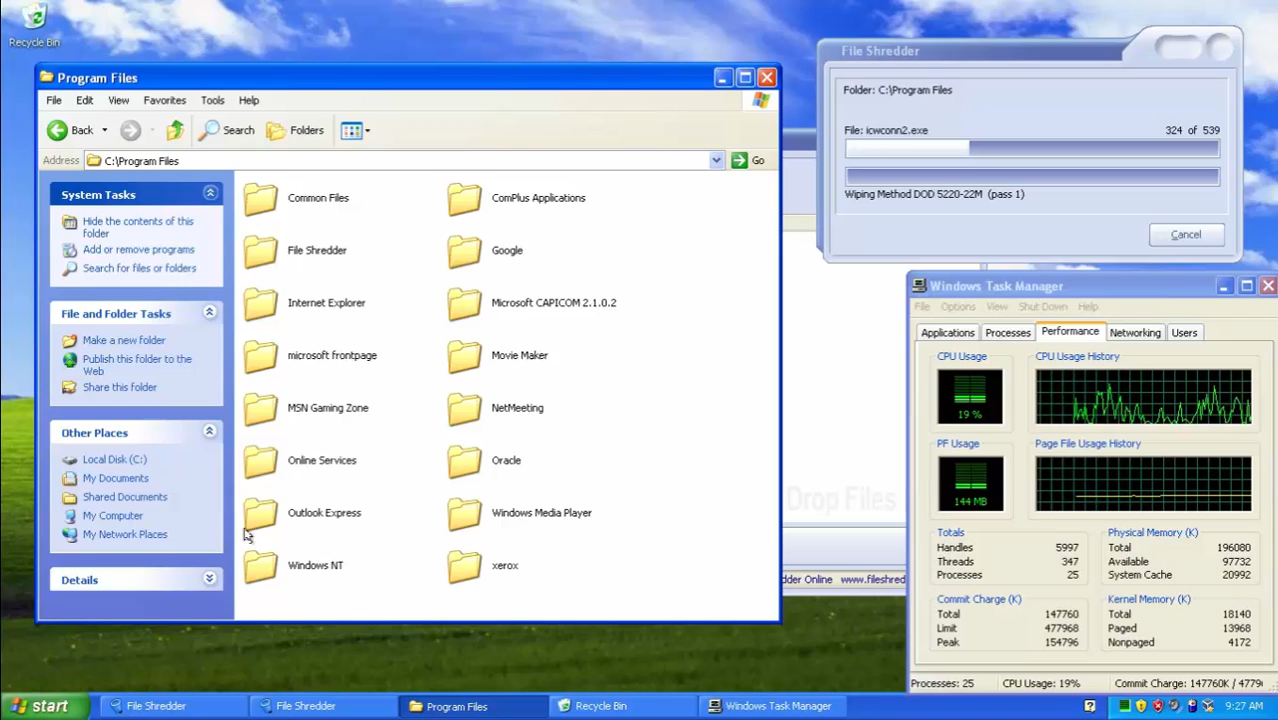 Recycle Bin
Program Files
File Edit View Favorites Tools Help
Back Search Folders
Address C:\Program Files Go
System Tasks
Hide the contents of this
folder
Add or remove programs
Search for files or folders
File and Folder Tasks
Make a new folder
Publish this folder to the
Web
Share this folder
Other Places
Local Disk (C:)
My Documents
Shared Documents
My Computer
My Network Places
Details
Common Files ComPlus Applications
File Shredder Google
Internet Explorer Microsoft CAPICOM 2.1.0.2
microsoft frontpage Movie Maker
MSN Gaming Zone NetMeeting
Online Services Oracle
Outlook Express Windows Media Player
Windows NT xerox
File Shredder
Folder: C:\Program Files
File: icwconn2.exe 324 of 539
Wiping Method DOD 5220-22M (pass 1)
Cancel
Drop Files
dder Online www.fileshred
Windows Task Manager
File Options View Shut Down Help
Applications Processes Performance Networking Users
CPU Usage CPU Usage History
19 %
PF Usage Page File Usage History
144 MB
Totals
Handles 5997
Threads 347
Processes 25
Physical Memory (K)
Total 196080
Available 97732
System Cache 20992
Commit Charge (K)
Total 147760
Limit 477968
Peak 154796
Kernel Memory (K)
Total 18140
Paged 13968
Nonpaged 4172
Processes: 25 CPU Usage: 19% Commit Charge: 147760K / 4779
start File Shredder File Shredder Program Files Recycle Bin Windows Task Manager 9:27 AM